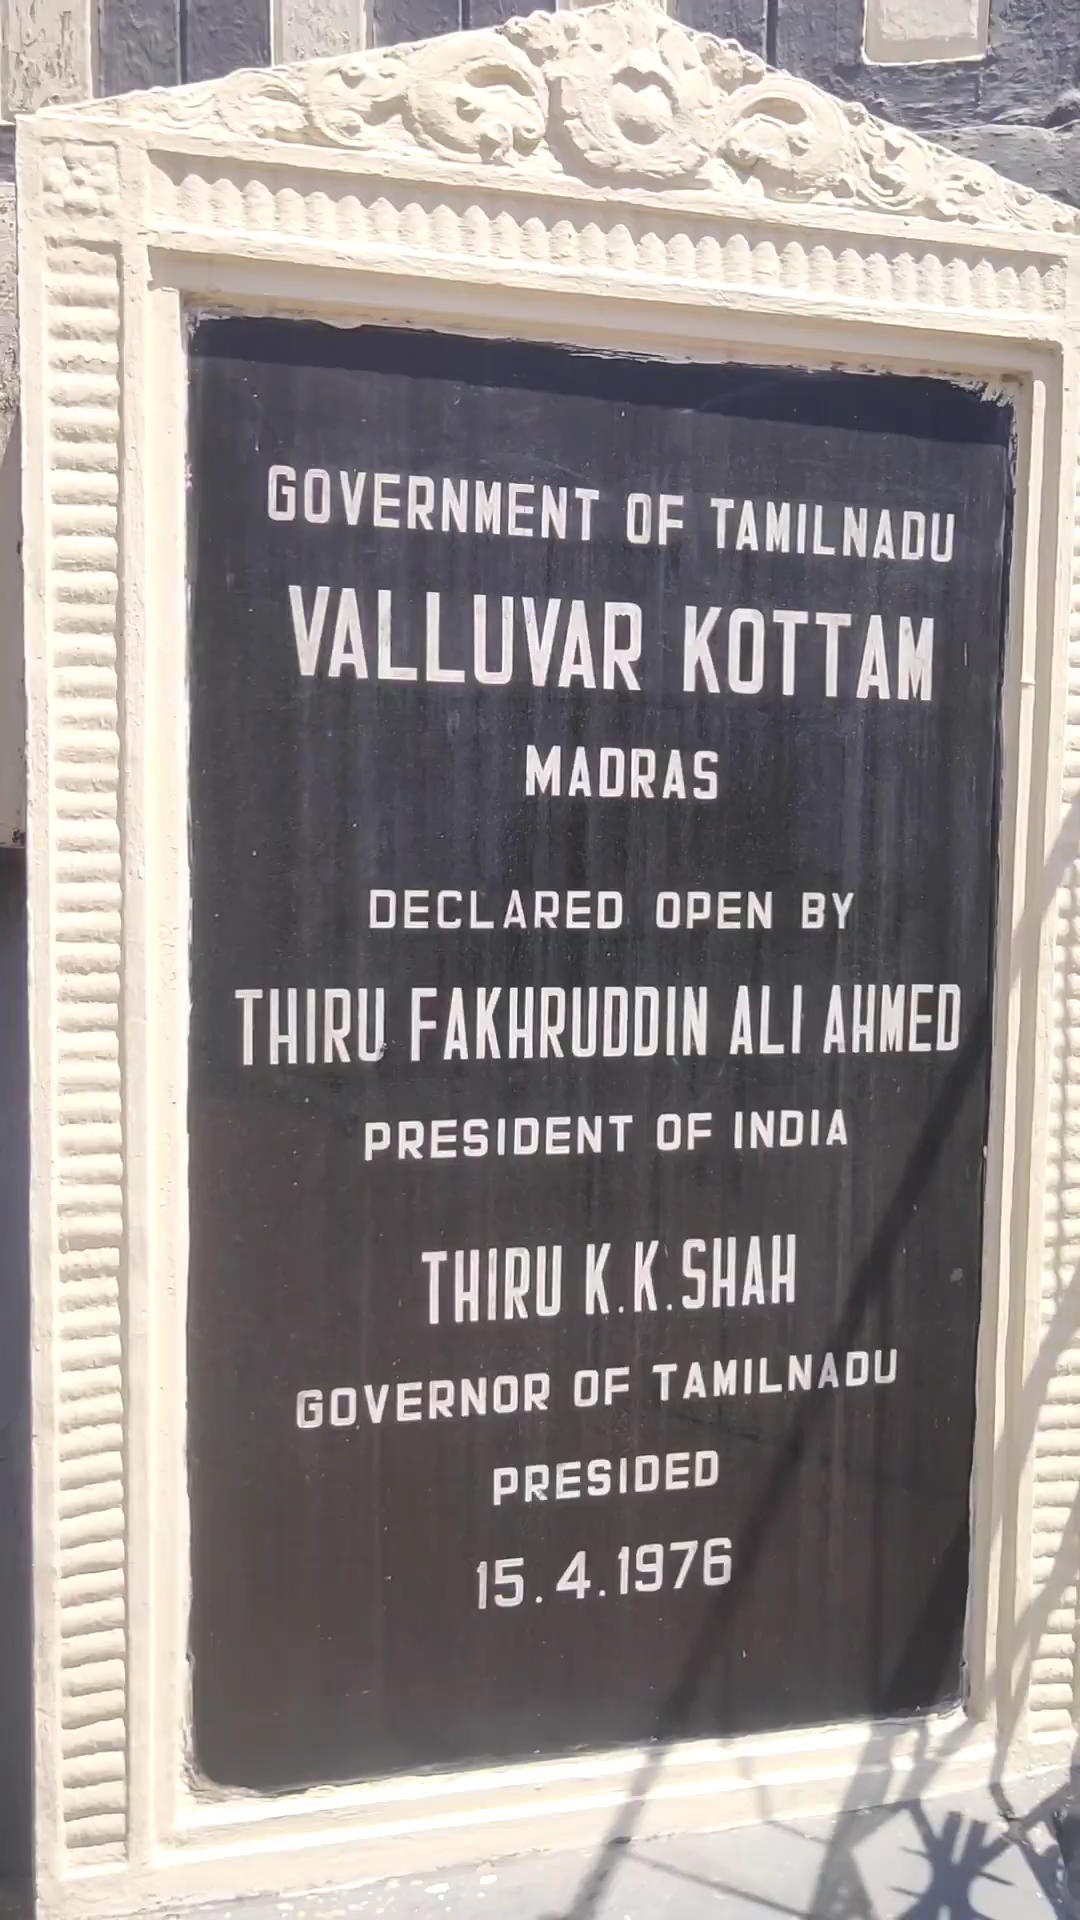 GOVERNMENT OF TAMILNADU
VALLUVAR KOTTAM
MADRAS
DECLARED OPEN BY
THIRU FAKHRUDDIN ALI AHMED
PRESIDENT OF INDIA
THIRU K.K.SHAH
GOVERNOR OF TAMILNADU
PRESIDED
15.4.1976